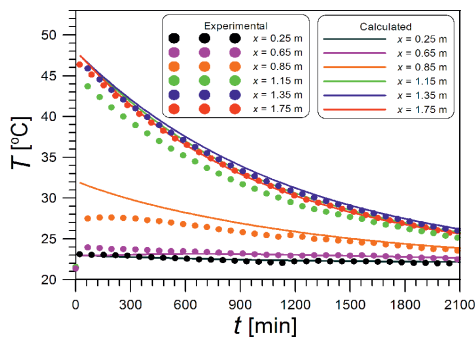 Experimental
x = 0.25 m
x = 0.65 m
x = 0.85 m
x = 1.15 m
x = 1.35 m
x = 1.75 m
Calculated
x = 0.25 m
x = 0.65 m
x = 0.85 m
x = 1.15 m
x = 1.35 m
x = 1.75 m
T [ºC]
50
45
40
35
30
25
20
0 300 600 900 1200 1500 1800 2100
t [min]